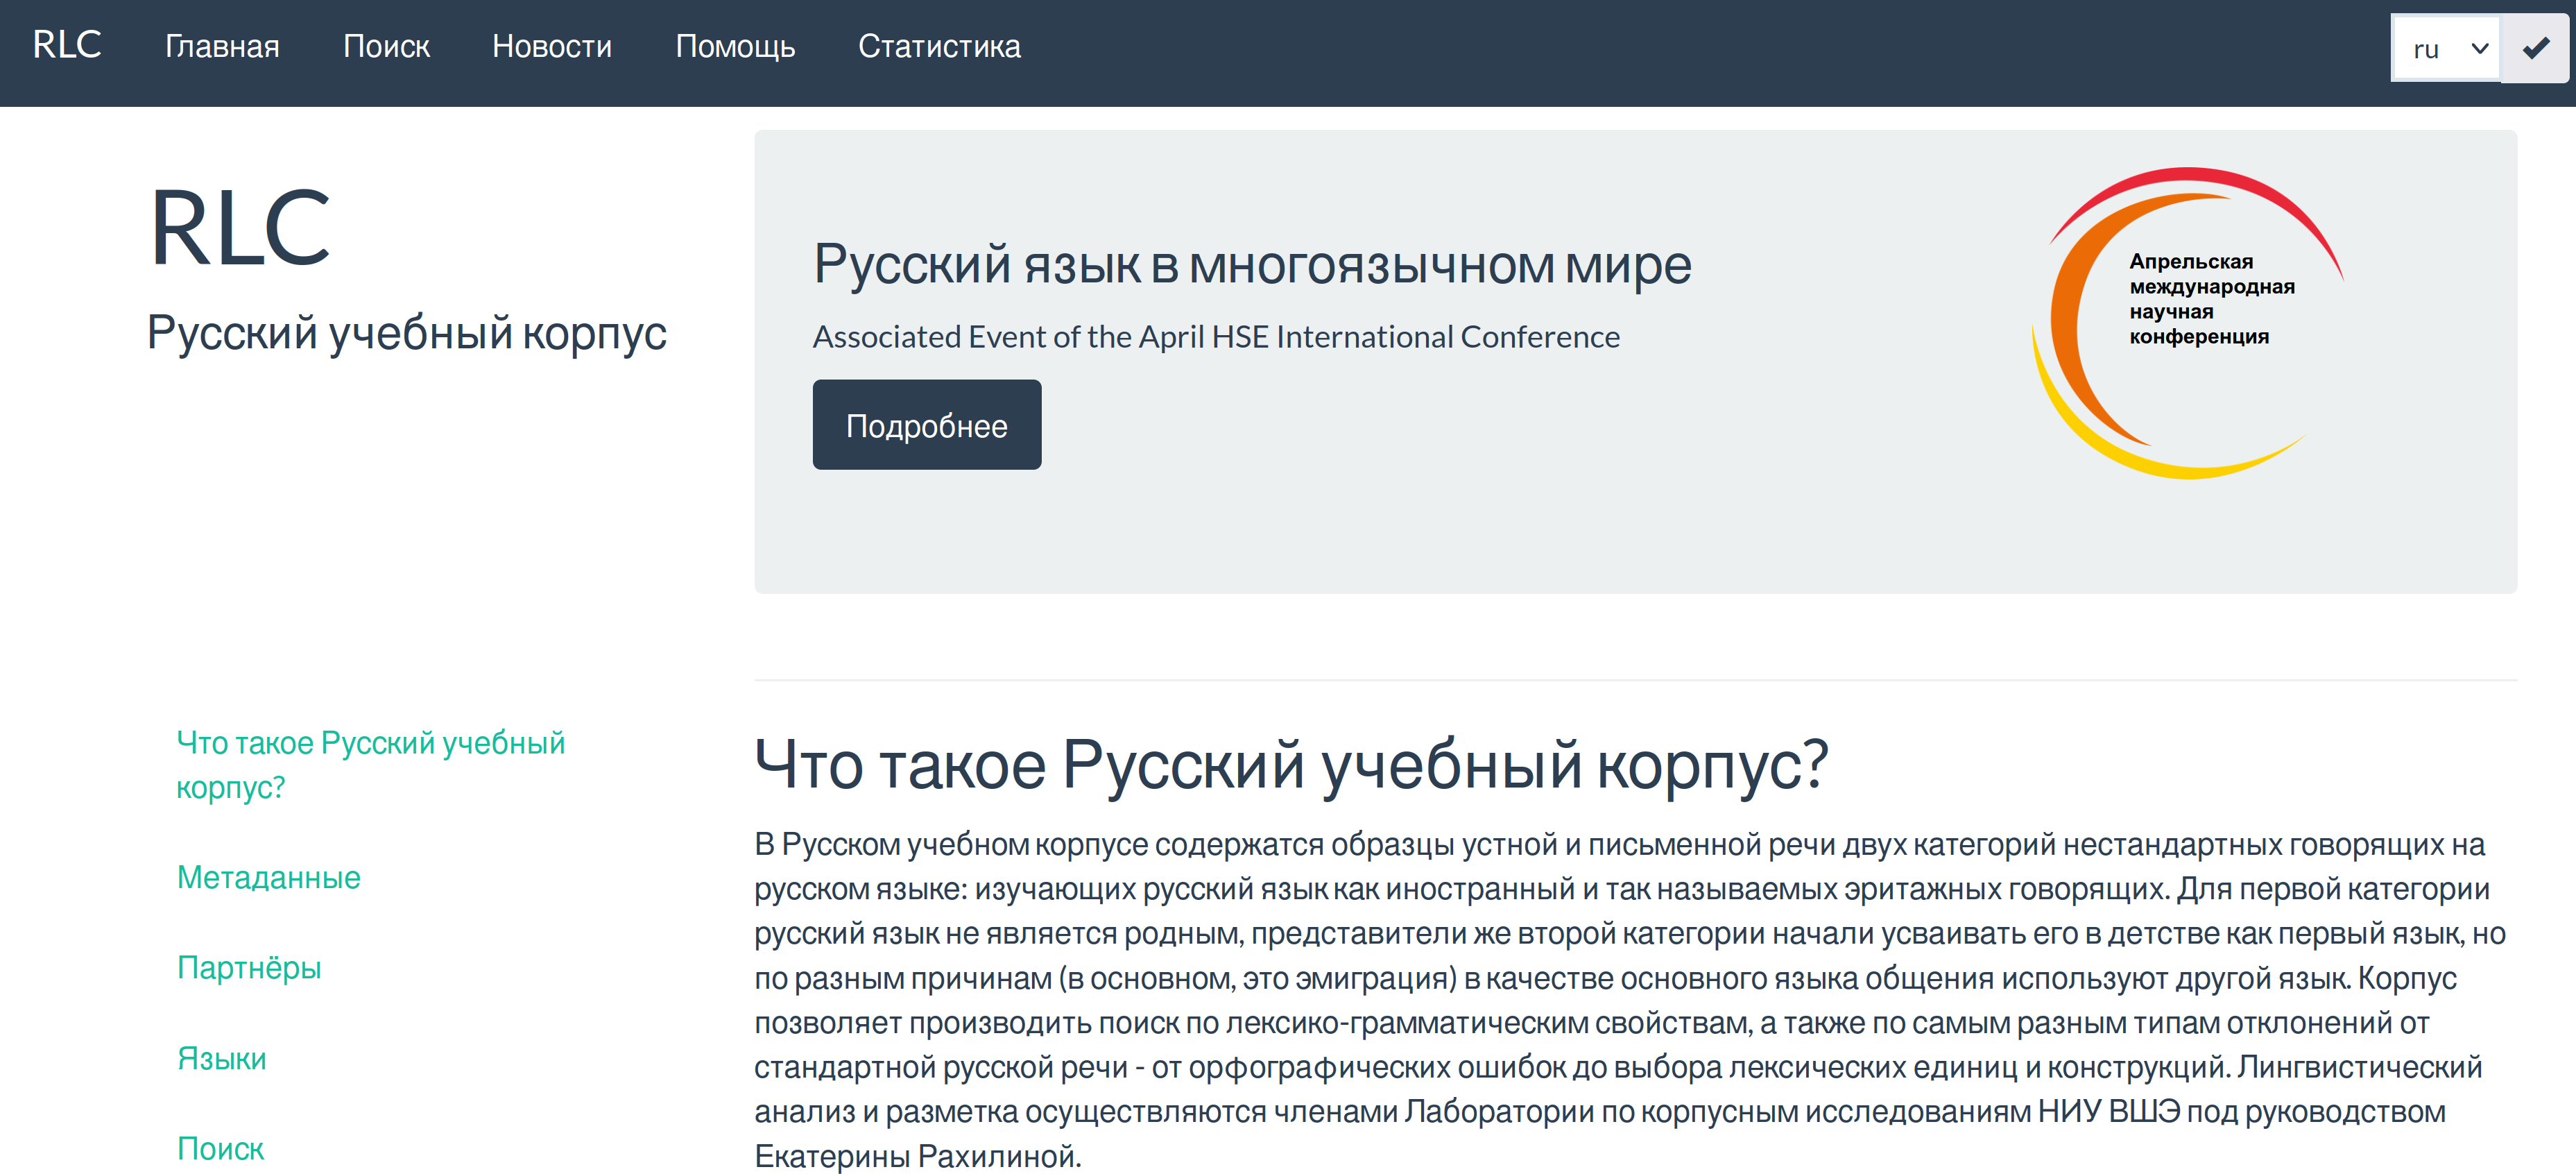 RLC Главная Поиск Новости Помощь Статистика ru
RLC
Русский учебный корпус
Русский язык в многоязычном мире
Associated Event of the April HSE International Conference
Подробнее
Апрельская
международная
научная
конференция
Что такое Русский учебный
корпус?
Метаданные
Партнёры
Языки
Поиск
Что такое Русский учебный корпус?
В Русском учебном корпусе содержатся образцы устной и письменной речи двух категорий нестандартных говорящих на
русском языке: изучающих русский язык как иностранный и так называемых эритажных говорящих. Для первой категории
русский язык не является родным, представители же второй категории начали усваивать его в детстве как первый язык, но
по разным причинам (в основном, это эмиграция) в качестве основного языка общения используют другой язык. Корпус
позволяет производить поиск по лексико-грамматическим свойствам, а также по самым разным типам отклонений от
стандартной русской речи - от орфографических ошибок до выбора лексических единиц и конструкций. Лингвистический
анализ и разметка осуществляются членами Лаборатории по корпусным исследованиям НИУ ВШЭ под руководством
Екатерины Рахилиной.